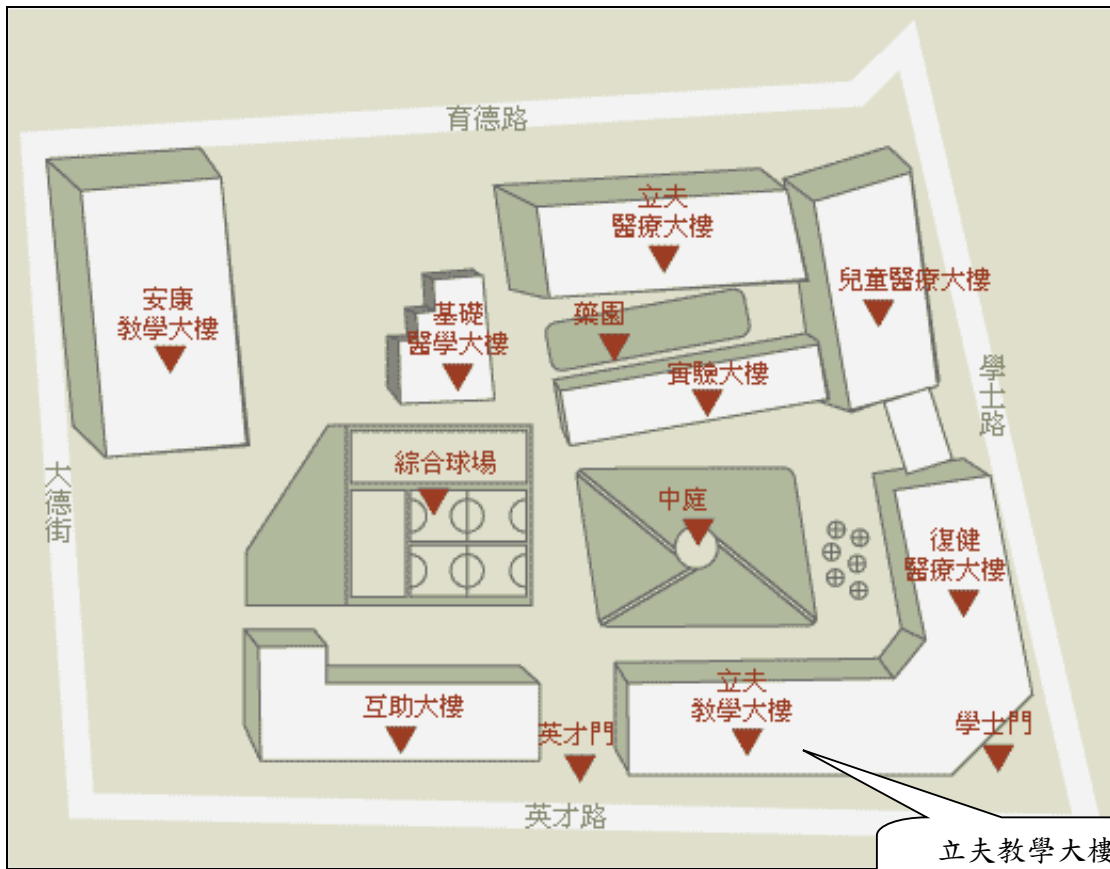 育德路
立夫
醫療大樓
兒童醫療大樓
安康
教學大樓
基礎
醫學大樓
藥園
實驗大樓
學士路
綜合球場
中庭
大德街
復健
醫療大樓
立夫
教學大樓
互助大樓
英才門
學士門
英才路
立夫教學大樓